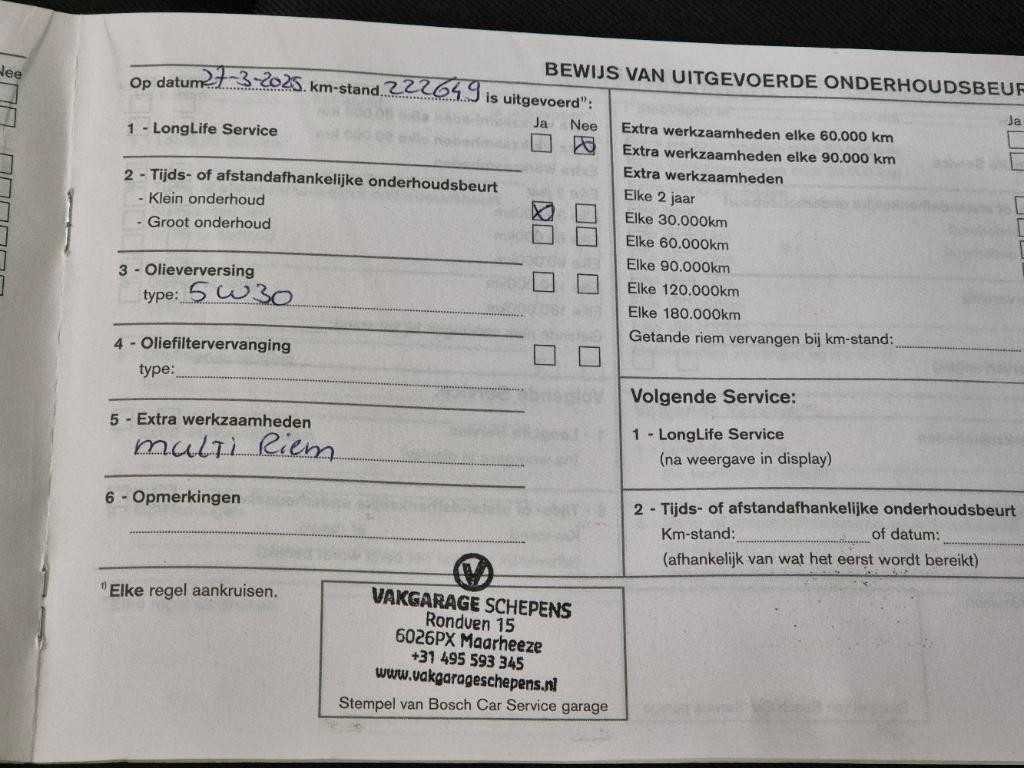 Nee
BEWIJS VAN UITGEVOERDE ONDERHOUDSBEUR
Op datum 27-3-2025. km-stand 222649 is uitgevoerd¹⁾:
Ja Nee
1 - LongLife Service
2 - Tijds- of afstandafhankelijke onderhoudsbeurt
- Klein onderhoud
- Groot onderhoud
3 - Olieverversing
type: 5W30
4 - Oliefiltervervanging
type:
5 - Extra werkzaamheden
multi Riem
6 - Opmerkingen
¹⁾ Elke regel aankruisen.
VAKGARAGE SCHEPENS
Rondven 15
6026PX Maarheeze
+31 495 593 345
www.vakgarageschepens.nl
Stempel van Bosch Car Service garage
Ja
Extra werkzaamheden elke 60.000 km
Extra werkzaamheden elke 90.000 km
Extra werkzaamheden
Elke 2 jaar
Elke 30.000km
Elke 60.000km
Elke 90.000km
Elke 120.000km
Elke 180.000km
Getande riem vervangen bij km-stand:
Volgende Service:
1 - LongLife Service
(na weergave in display)
2 - Tijds- of afstandafhankelijke onderhoudsbeurt
Km-stand: of datum:
(afhankelijk van wat het eerst wordt bereikt)